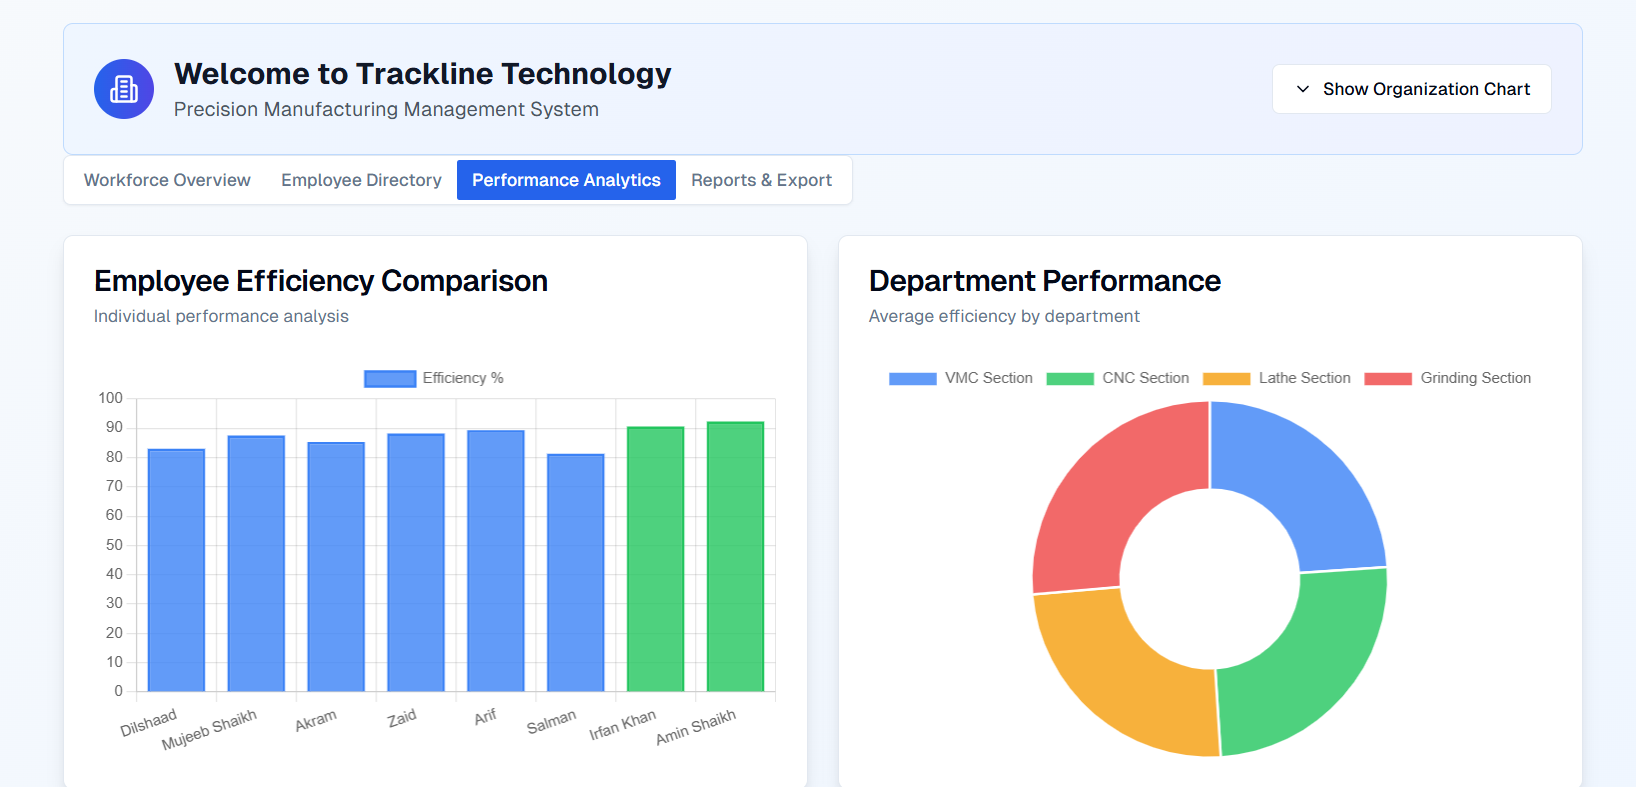 Welcome to Trackline Technology
Precision Manufacturing Management System
Show Organization Chart
Workforce Overview
Employee Directory
Performance Analytics
Reports & Export
Employee Efficiency Comparison
Individual performance analysis
Efficiency %
100
90
80
70
60
50
40
30
20
10
0
Dilshaad
Mujeeb Shaikh
Akram
Zaid
Arif
Salman
Irfan Khan
Amin Shaikh
Department Performance
Average efficiency by department
VMC Section
CNC Section
Lathe Section
Grinding Section